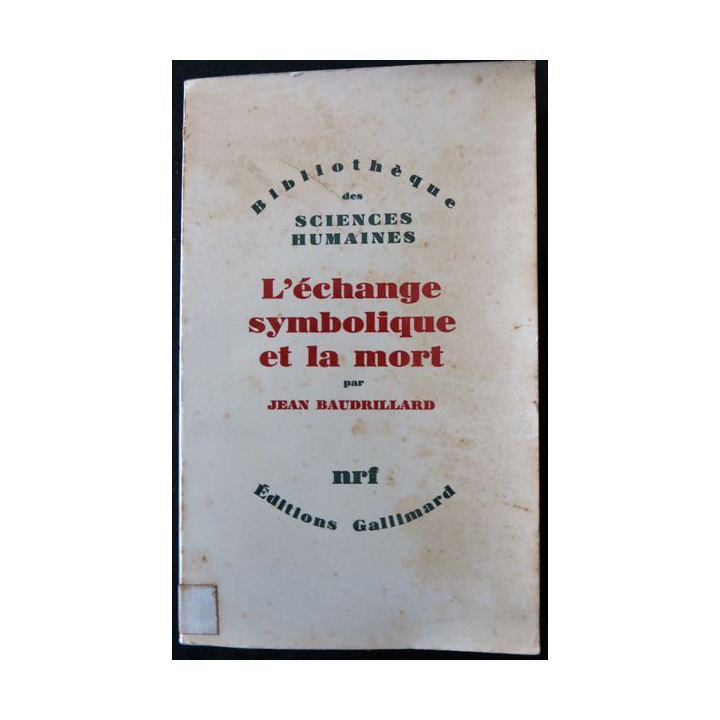 Bibliothèque
des
SCIENCES
HUMAINES
L'échange
symbolique
et la mort
par
JEAN BAUDRILLARD
nrf
Éditions Gallimard